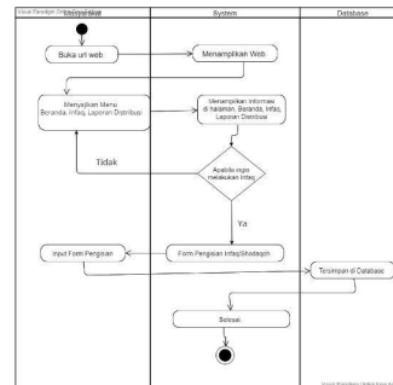 Masyarakat
System
Database
Buka url web
Menampilkan Web
Menyajikan Menu
Beranda, Infaq, Laporan Distribusi
Menampilkan informasi
di halaman, Beranda, Infaq,
Laporan Distribusi
Tidak
Apabila ingin
melakukan Infaq
Ya
Input Form Pengisian
Form Pengisian Infaq/Shodaqoh
Tersimpan di Database
Selesai